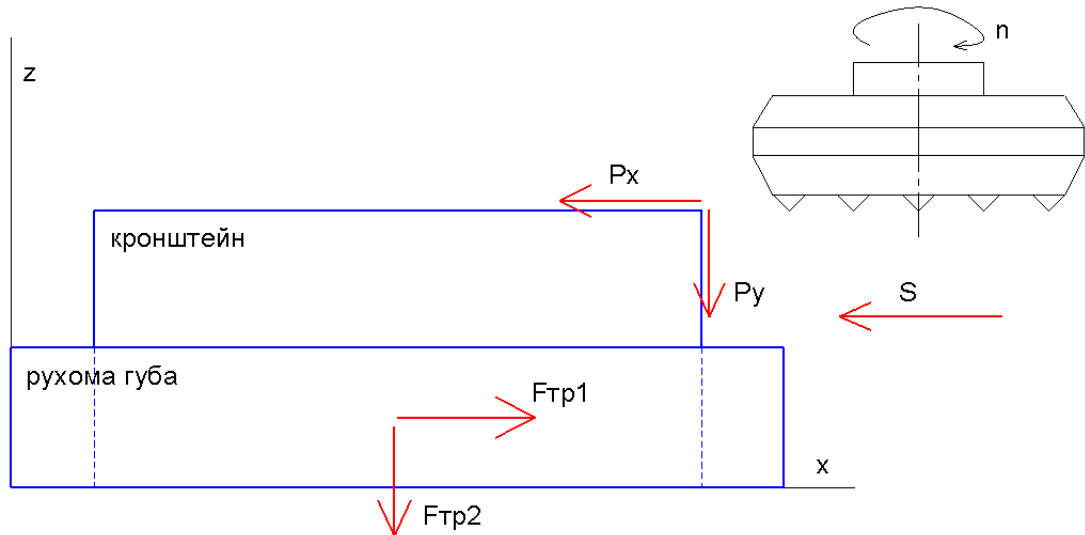 n
z
Px
кронштейн
Py
S
рухома губа
Fтр1
x
Fтр2